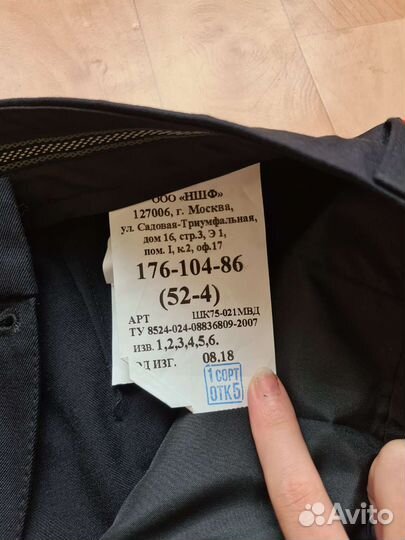 ООО «НШФ»
127006, г. Москва,
ул. Садовая-Триумфальная,
дом 16, стр.3, Э 1,
пом. I, к.2, оф.17
176-104-86
(52-4)
АРТ ШК75-021МВД
ТУ 8524-024-08836809-2007
изв. 1,2,3,4,5,6.
ОД ИЗГ. 08.18
1 СОРТ
ОТК 5
Avito